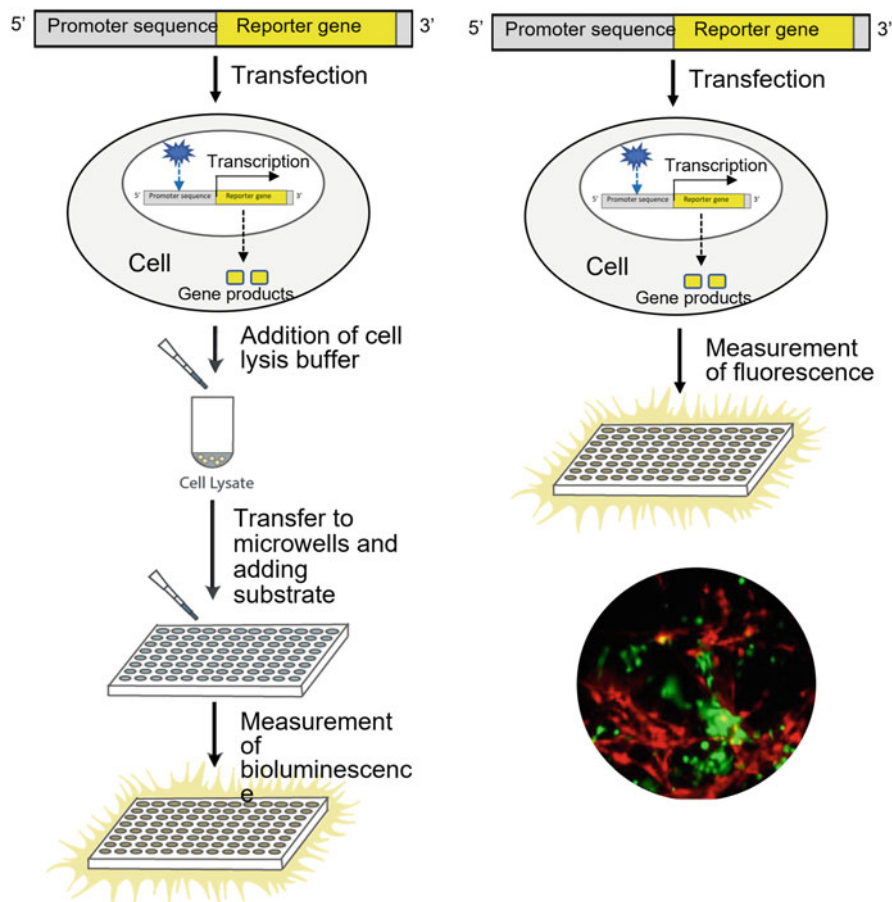 5’ Promoter sequence Reporter gene 3’
Transfection
Transcription
5’ Promoter sequence Reporter gene 3’
Cell
Gene products
Addition of cell
lysis buffer
Cell Lysate
Transfer to
microwells and
adding
substrate
Measurement
of
bioluminescenc
e
5’ Promoter sequence Reporter gene 3’
Transfection
Transcription
5’ Promoter sequence Reporter gene 3’
Cell
Gene products
Measurement
of fluorescence